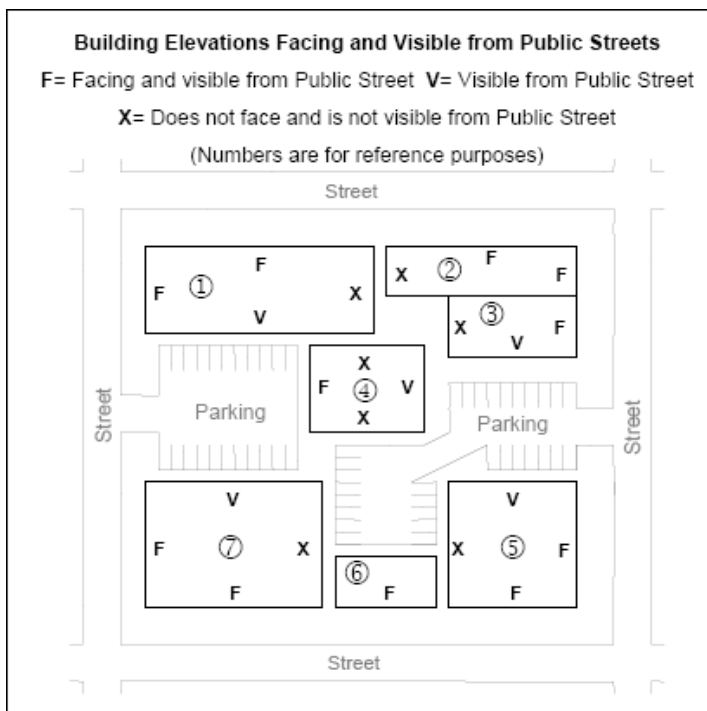 Building Elevations Facing and Visible from Public Streets
F= Facing and visible from Public Street V= Visible from Public Street
X= Does not face and is not visible from Public Street
(Numbers are for reference purposes)
Street
F ① F X
V
X ② F F
X ③ F
V
X
F ④ V
X
Parking
Parking
Street
Street
V
F ⑦ X
F
⑥
F
V
X ⑤ F
F
Street